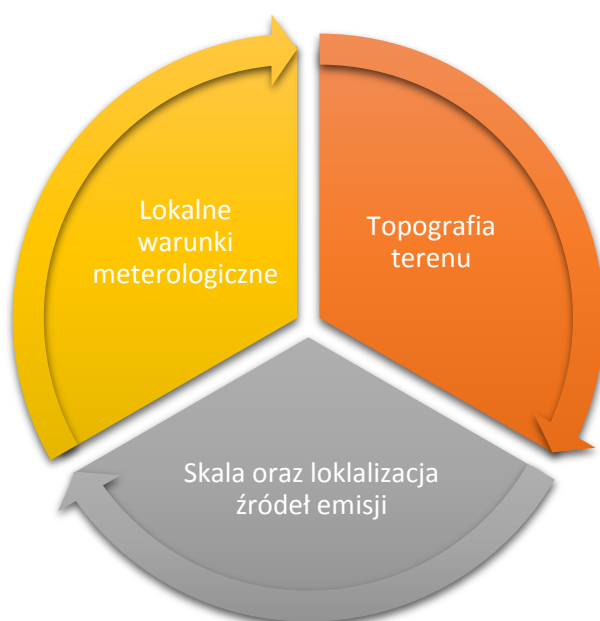 Lokalne
warunki
meterologiczne
Topografia
terenu
Skala oraz loklalizacja
źródeł emisji